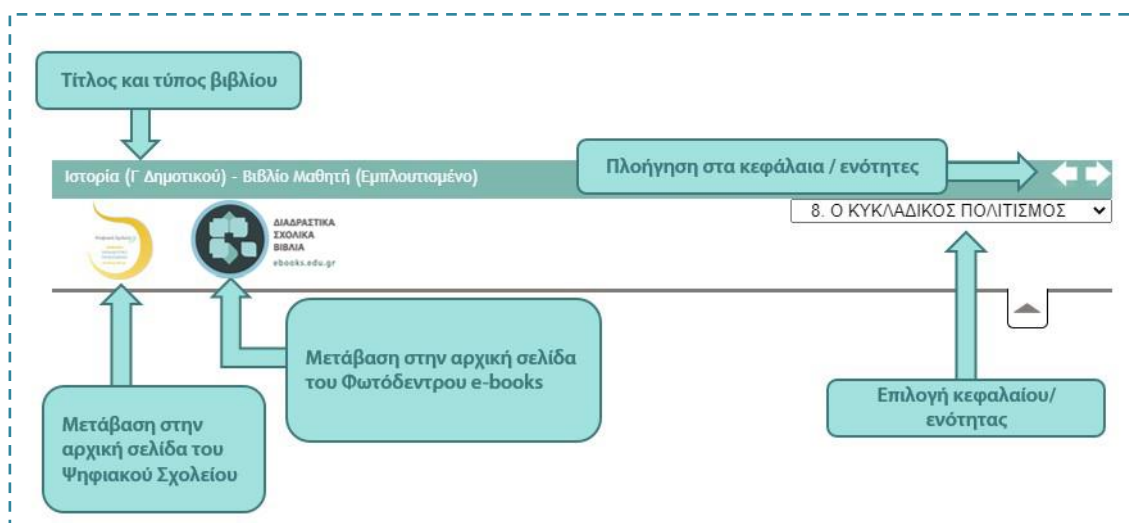 Τίτλος και τύπος βιβλίου
Πλοήγηση στα κεφάλαια / ενότητες
Ιστορία (Γ Δημοτικού) - Βιβλίο Μαθητή (Εμπλουτισμένο)
8. Ο ΚΥΚΛΑΔΙΚΟΣ ΠΟΛΙΤΙΣΜΟΣ
ΔΙΑΔΡΑΣΤΙΚΑ
ΣΧΟΛΙΚΑ
ΒΙΒΛΙΑ
ebooks.edu.gr
Μετάβαση στην αρχική σελίδα
του Φωτόδεντρου e-books
Επιλογή κεφαλαίου/
ενότητας
Μετάβαση στην
αρχική σελίδα του
Ψηφιακού Σχολείου